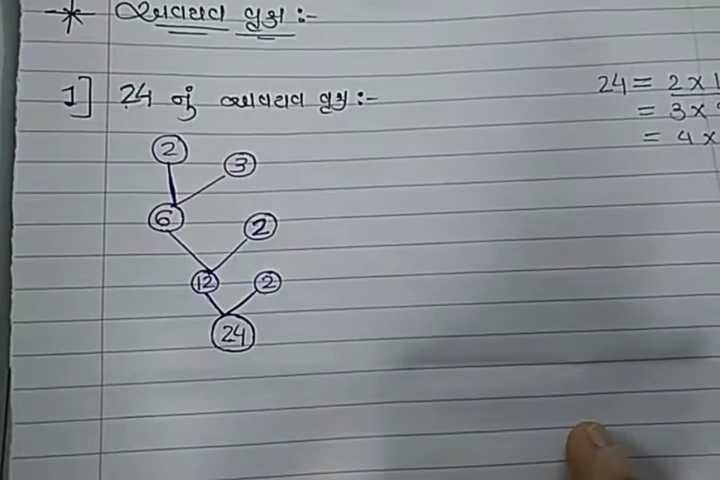 * અવયવ વૃક્ષ :-
1] 24 નું અવયવ વૃક્ષ :-
24 = 2 x
= 3 x
= 4 x
2
3
6
2
12
2
24